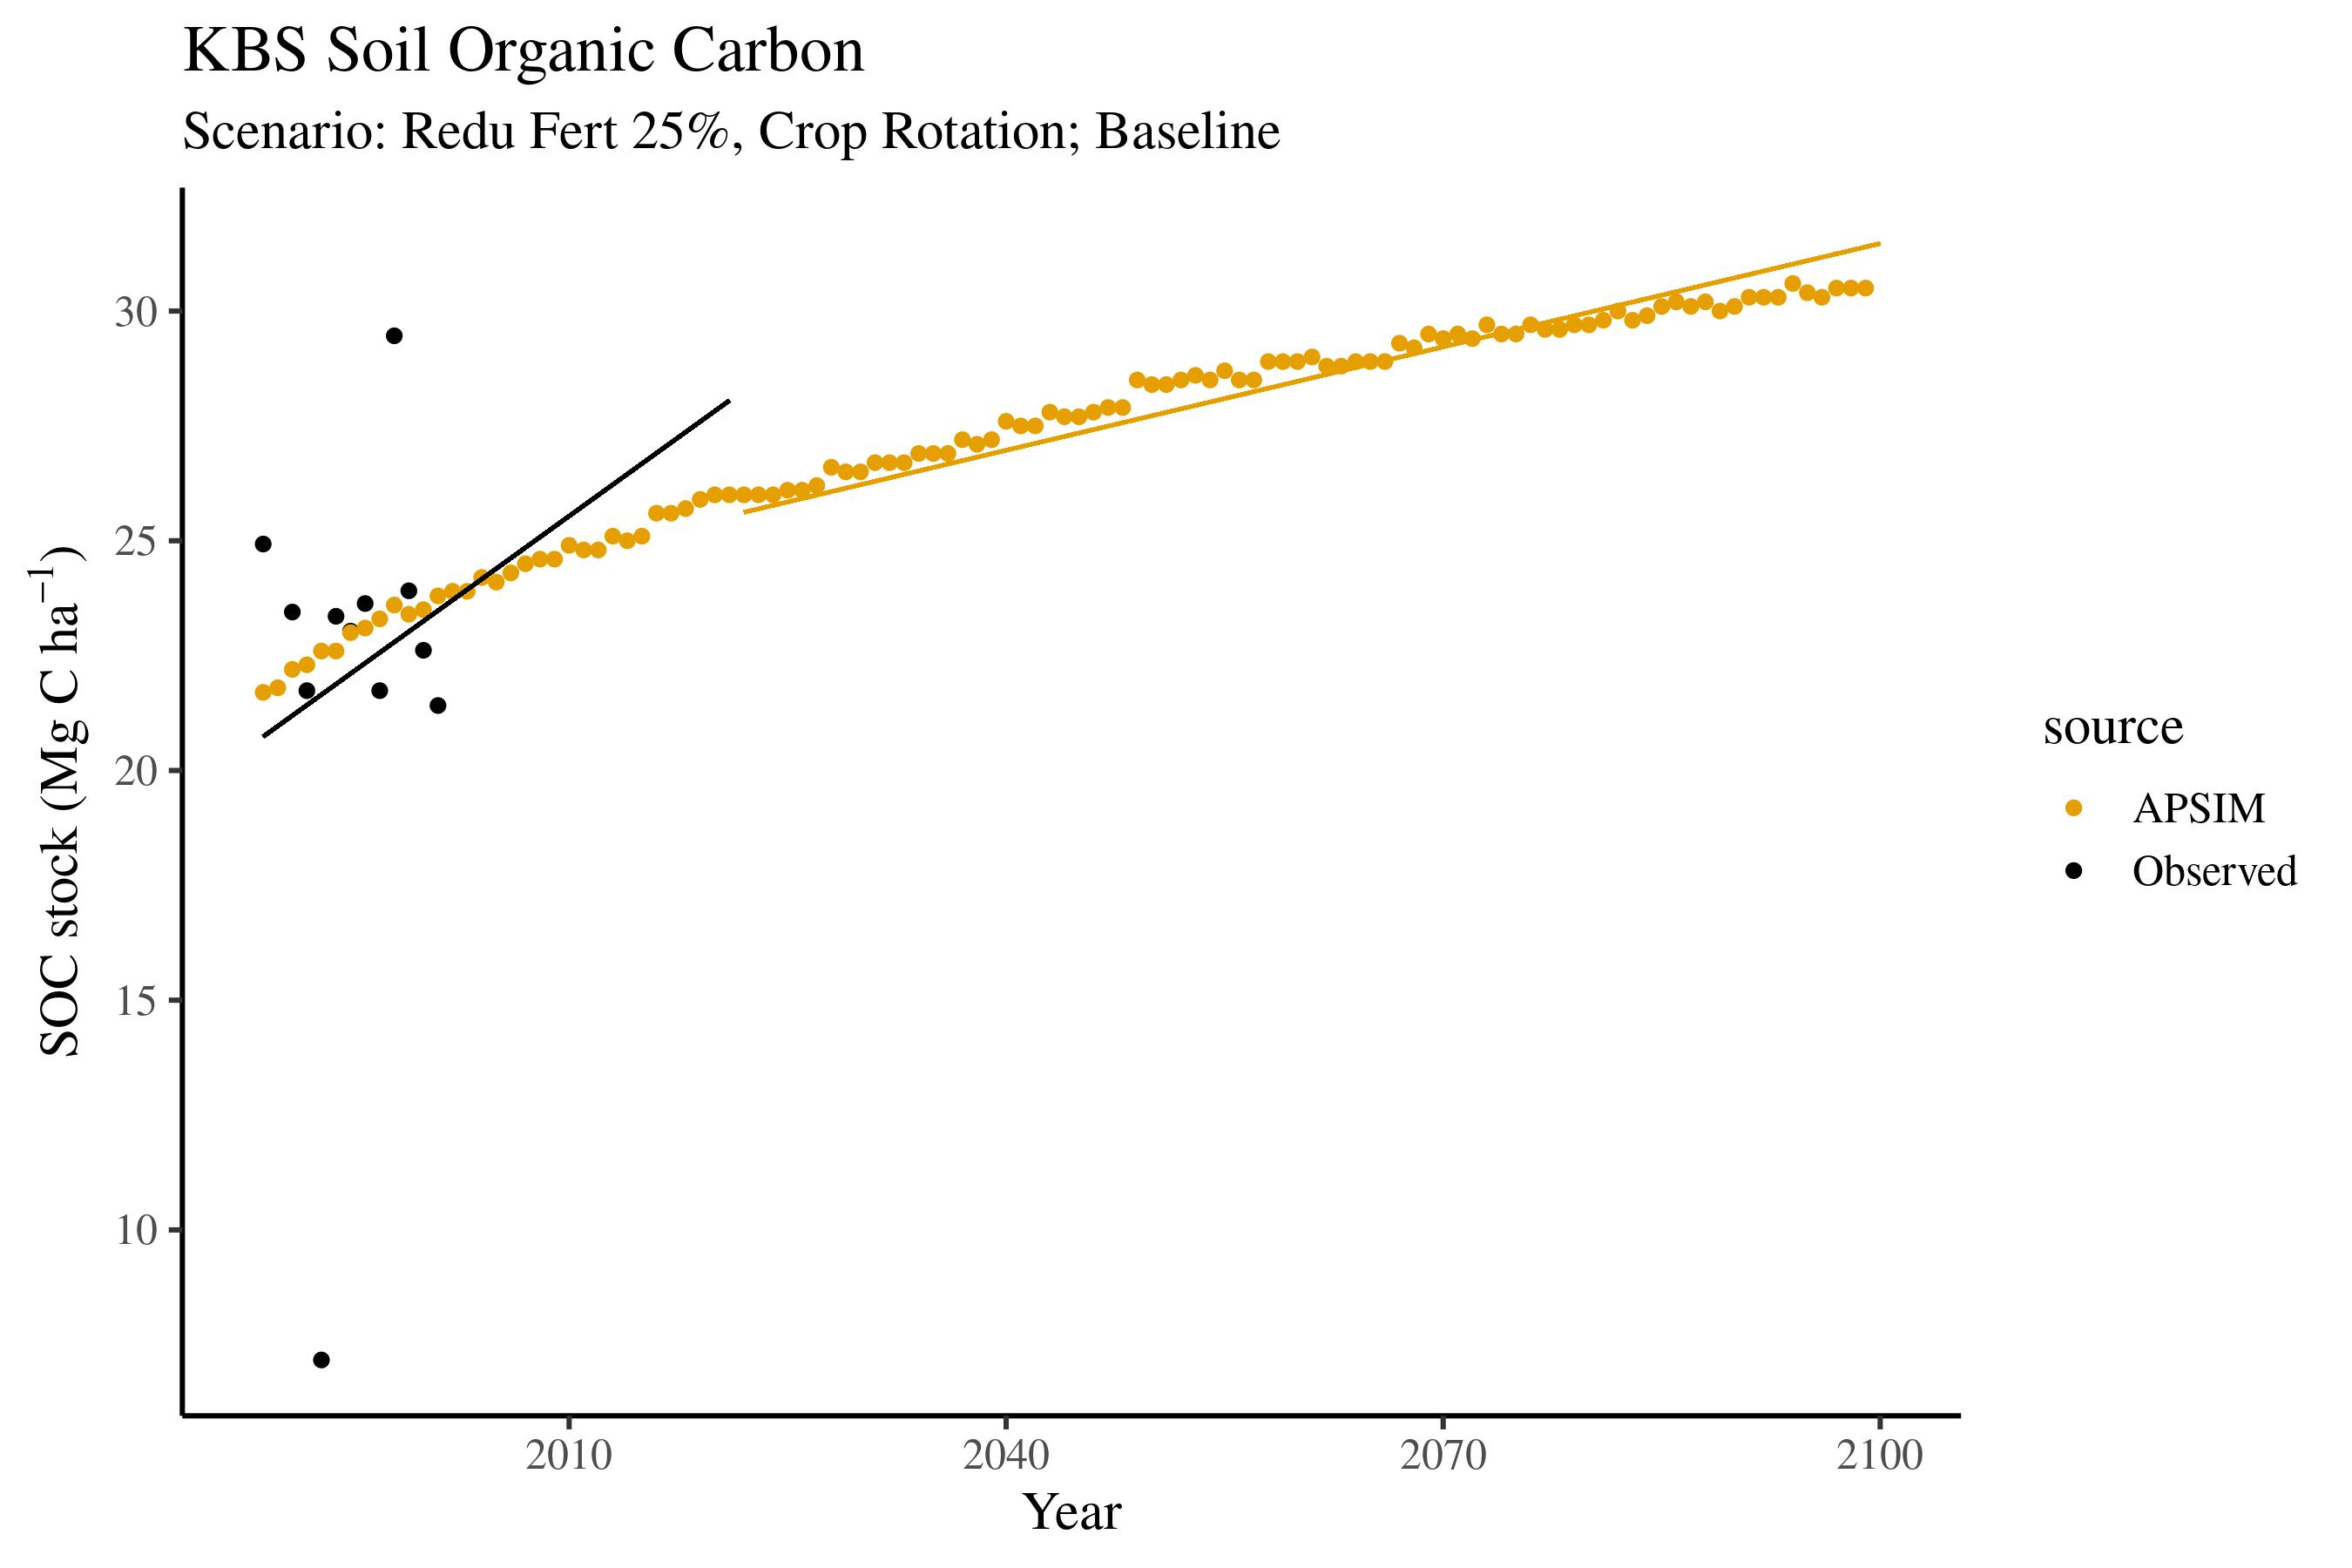 KBS Soil Organic Carbon
Scenario: Redu Fert 25%, Crop Rotation; Baseline
SOC stock (Mg C ha⁻¹)
30
25
20
15
10
2010
2040
2070
2100
Year
source
APSIM
Observed